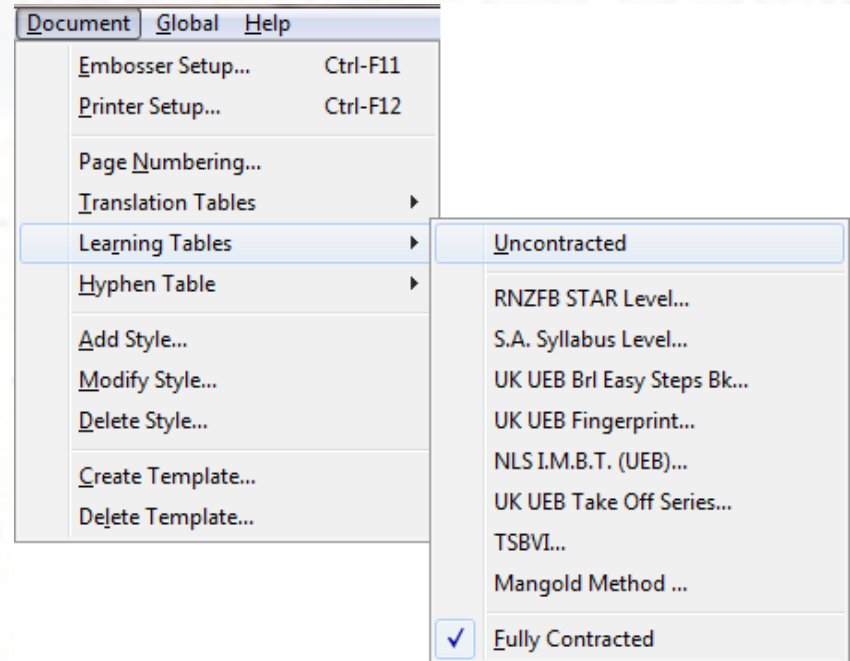 Document Global Help
Embosser Setup... Ctrl-F11
Printer Setup... Ctrl-F12
Page Numbering...
Translation Tables
Learning Tables
Hyphen Table
Add Style...
Modify Style...
Delete Style...
Create Template...
Delete Template...
Uncontracted
RNZFB STAR Level...
S.A. Syllabus Level...
UK UEB Brl Easy Steps Bk...
UK UEB Fingerprint...
NLS I.M.B.T. (UEB)...
UK UEB Take Off Series...
TSBVI...
Mangold Method ...
Fully Contracted